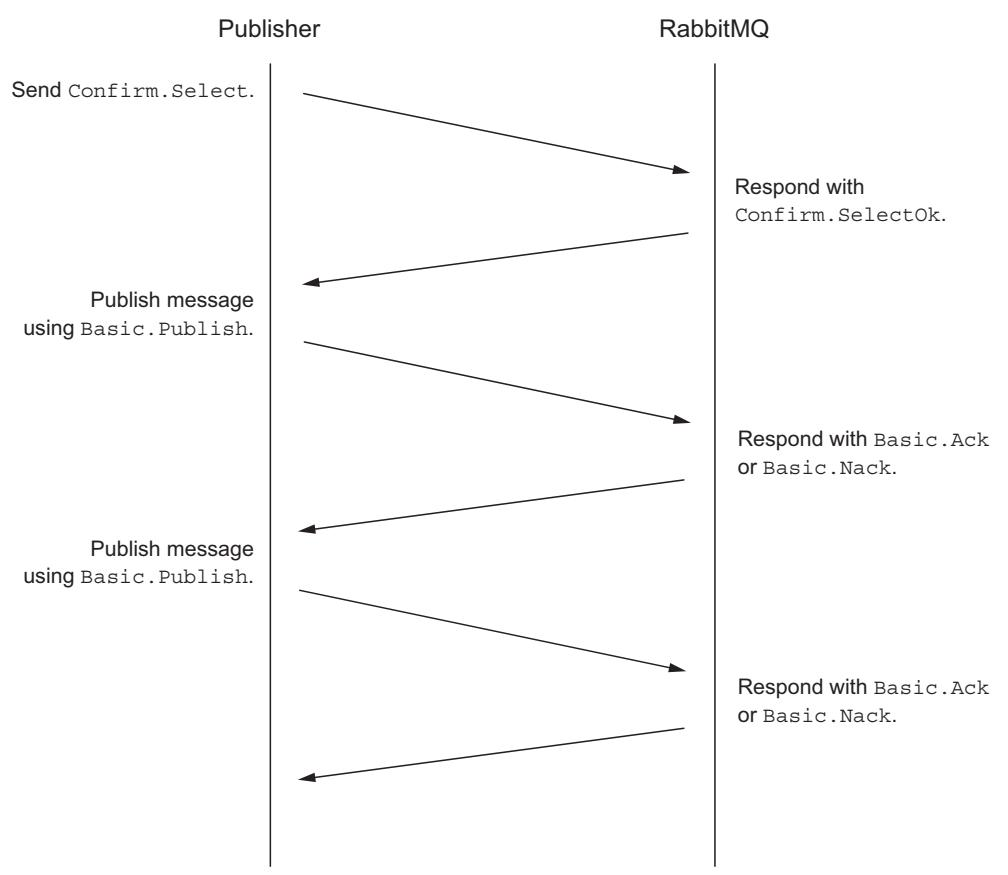 Publisher
RabbitMQ
Send Confirm.Select.
Respond with
Confirm.SelectOk.
Publish message
using Basic.Publish.
Respond with Basic.Ack
or Basic.Nack.
Publish message
using Basic.Publish.
Respond with Basic.Ack
or Basic.Nack.